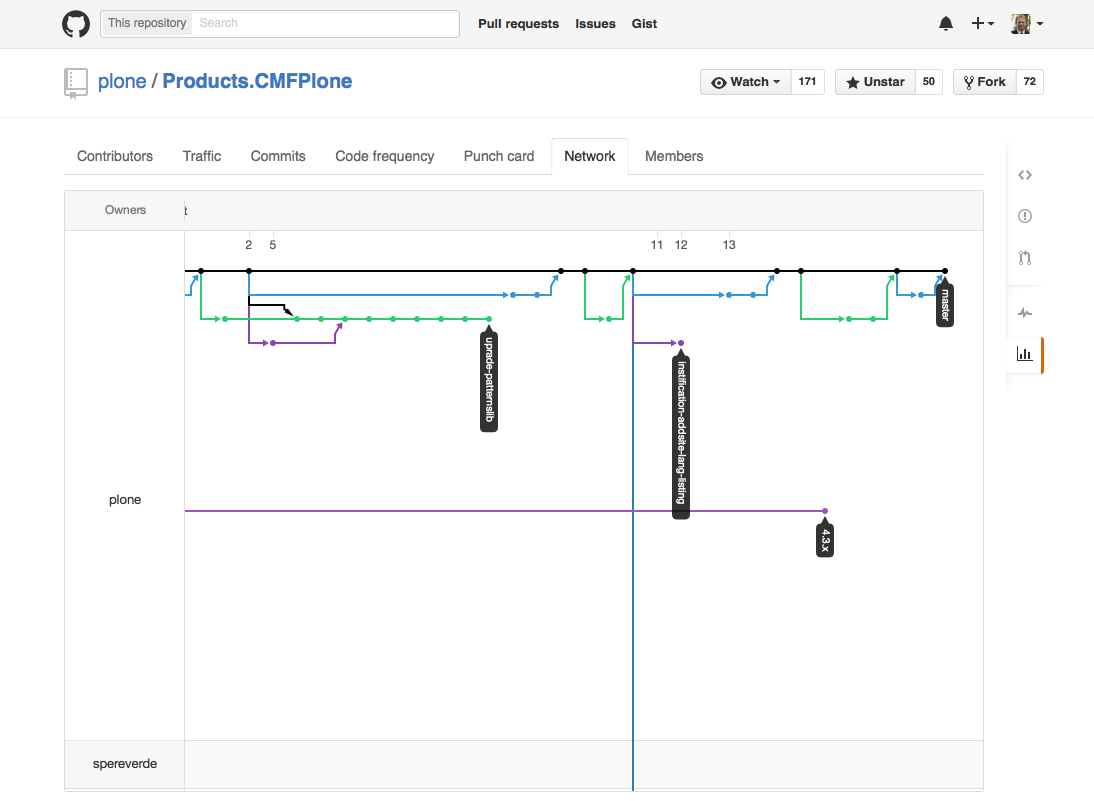 This repository Search Pull requests Issues Gist
plone / Products.CMFPlone Watch 171 Unstar 50 Fork 72
Contributors Traffic Commits Code frequency Punch card Network Members
Owners
2 5 11 12 13
master
uprade-patternslib
instification-addsite-lang-listing
plone
4.3.x
spereverde